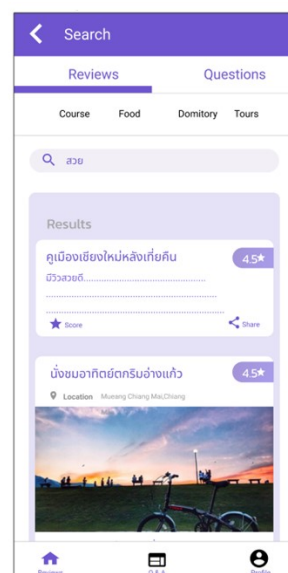 Search
Reviews Questions
Course Food Domitory Tours
สวย
Results
คูเมืองเชียงใหม่หลังเที่ยงคืน 4.5★
มีวิวสวยดี................................................
......................................................................
......................................................................
Score Share
นั่งชมอาทิตย์ตกริมอ่างแก้ว 4.5★
Location Mueang Chiang Mai,Chiang
Reviews Q&A Profile